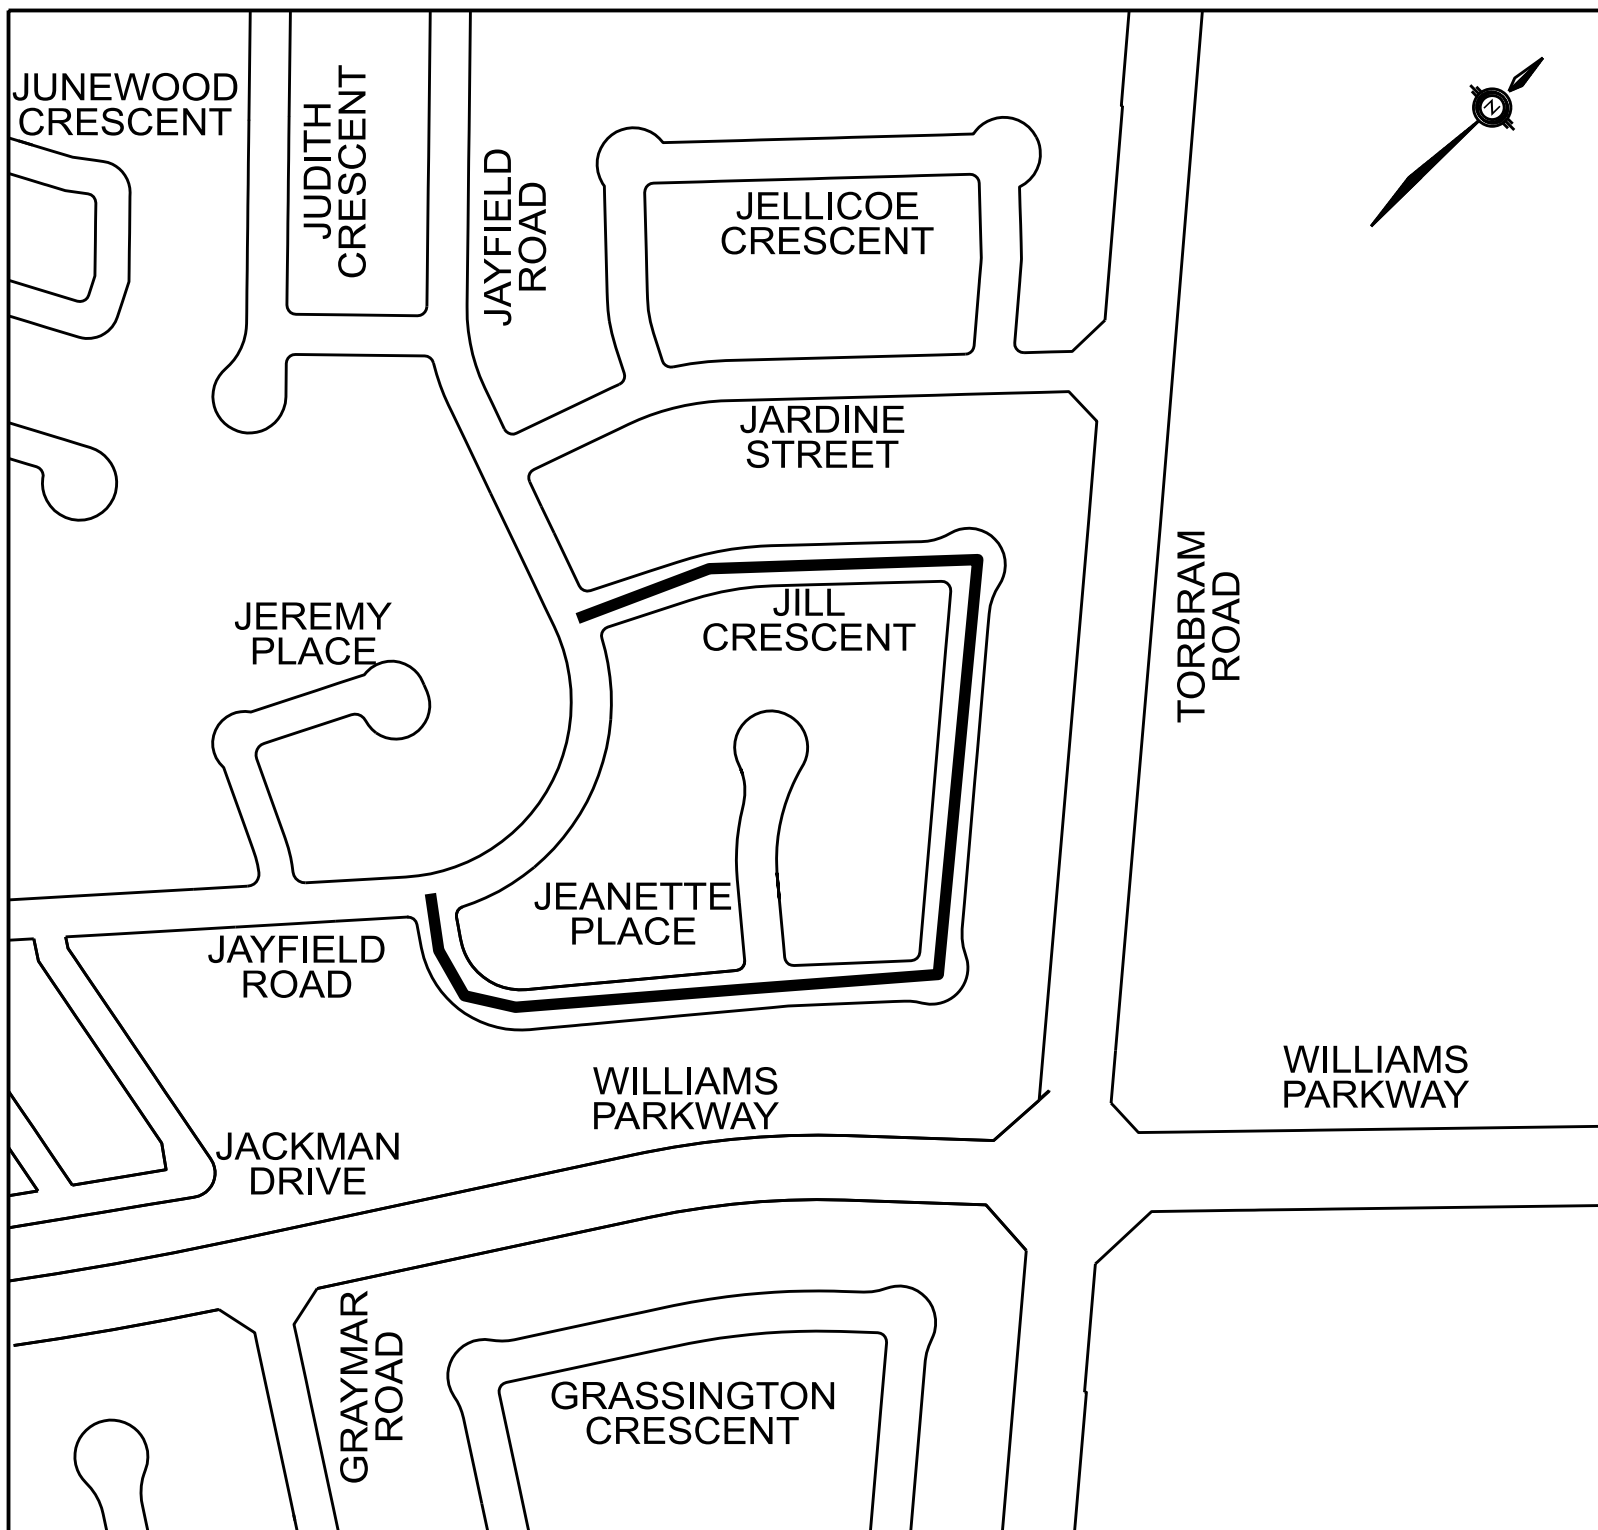 JUNEWOOD
CRESCENT
JUDITH
CRESCENT
JAYFIELD
ROAD
JELLICOE
CRESCENT
N
JARDINE
STREET
TORBRAM
ROAD
JEREMY
PLACE
JILL
CRESCENT
JEANETTE
PLACE
JAYFIELD
ROAD
WILLIAMS
PARKWAY
WILLIAMS
PARKWAY
JACKMAN
DRIVE
GRAYMAR
ROAD
GRASSINGTON
CRESCENT